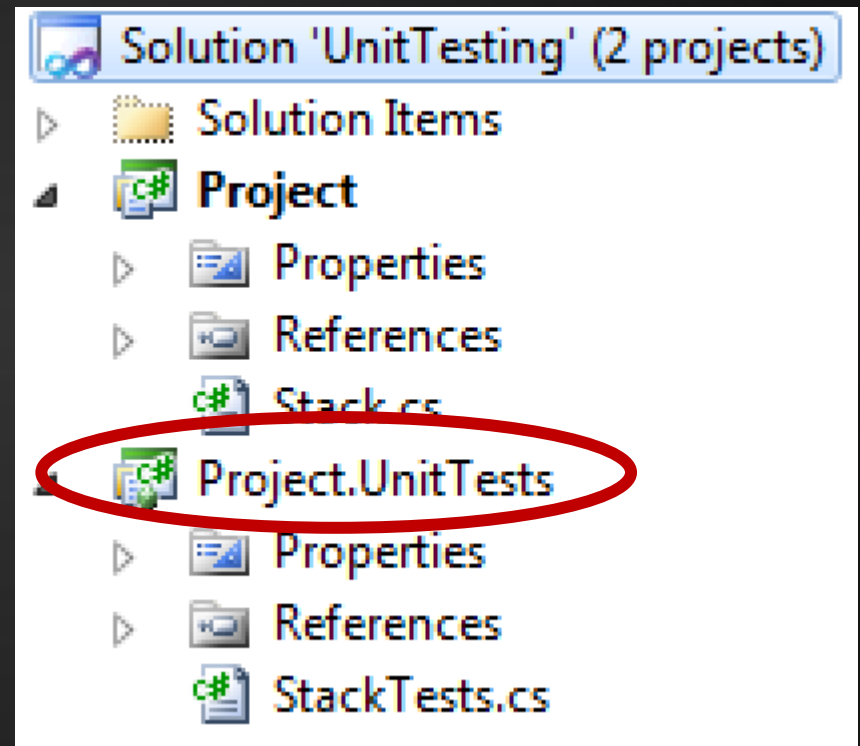 Solution 'UnitTesting' (2 projects)
Solution Items
C# Project
Properties
References
C# Stack.cs
C# Project.UnitTests
Properties
References
C# StackTests.cs